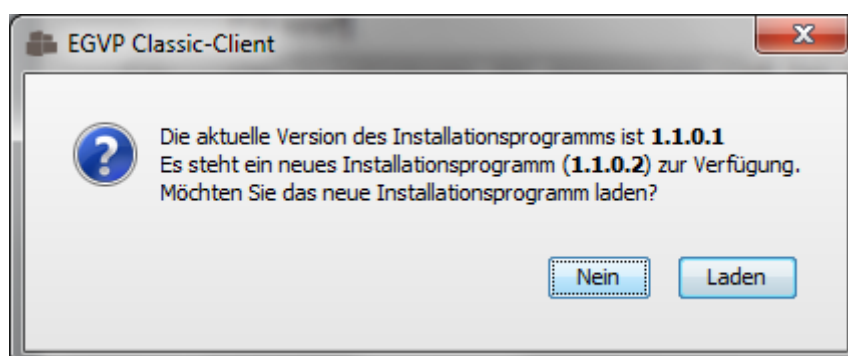 EGVP Classic-Client
Die aktuelle Version des Installationsprogramms ist 1.1.0.1
Es steht ein neues Installationsprogramm (1.1.0.2) zur Verfügung.
Möchten Sie das neue Installationsprogramm laden?
Nein Laden